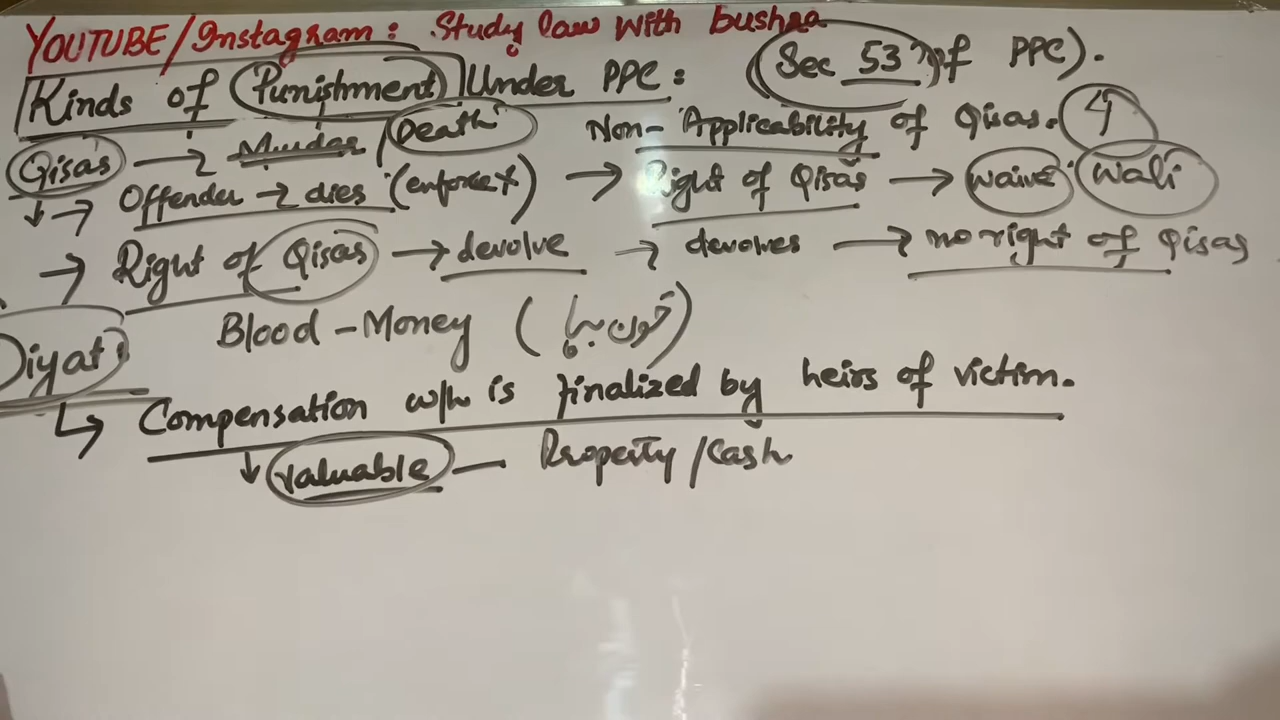 YOUTUBE/Instagram: Study law with bushra
Kinds of Punishment Under PPC: (Sec 53 of PPC).
Qisas → Murder / Death Non-Applicability of Qisas. 4
↓ → Offender → dies (enforce x) → Right of Qisas → waive Wali
→ Right of Qisas → devolve → devolves → no right of Qisas
Diyat: Blood-Money (خون بہا)
↳ Compensation w/h is finalized by heirs of victim.
↓ valuable — Property/Cash